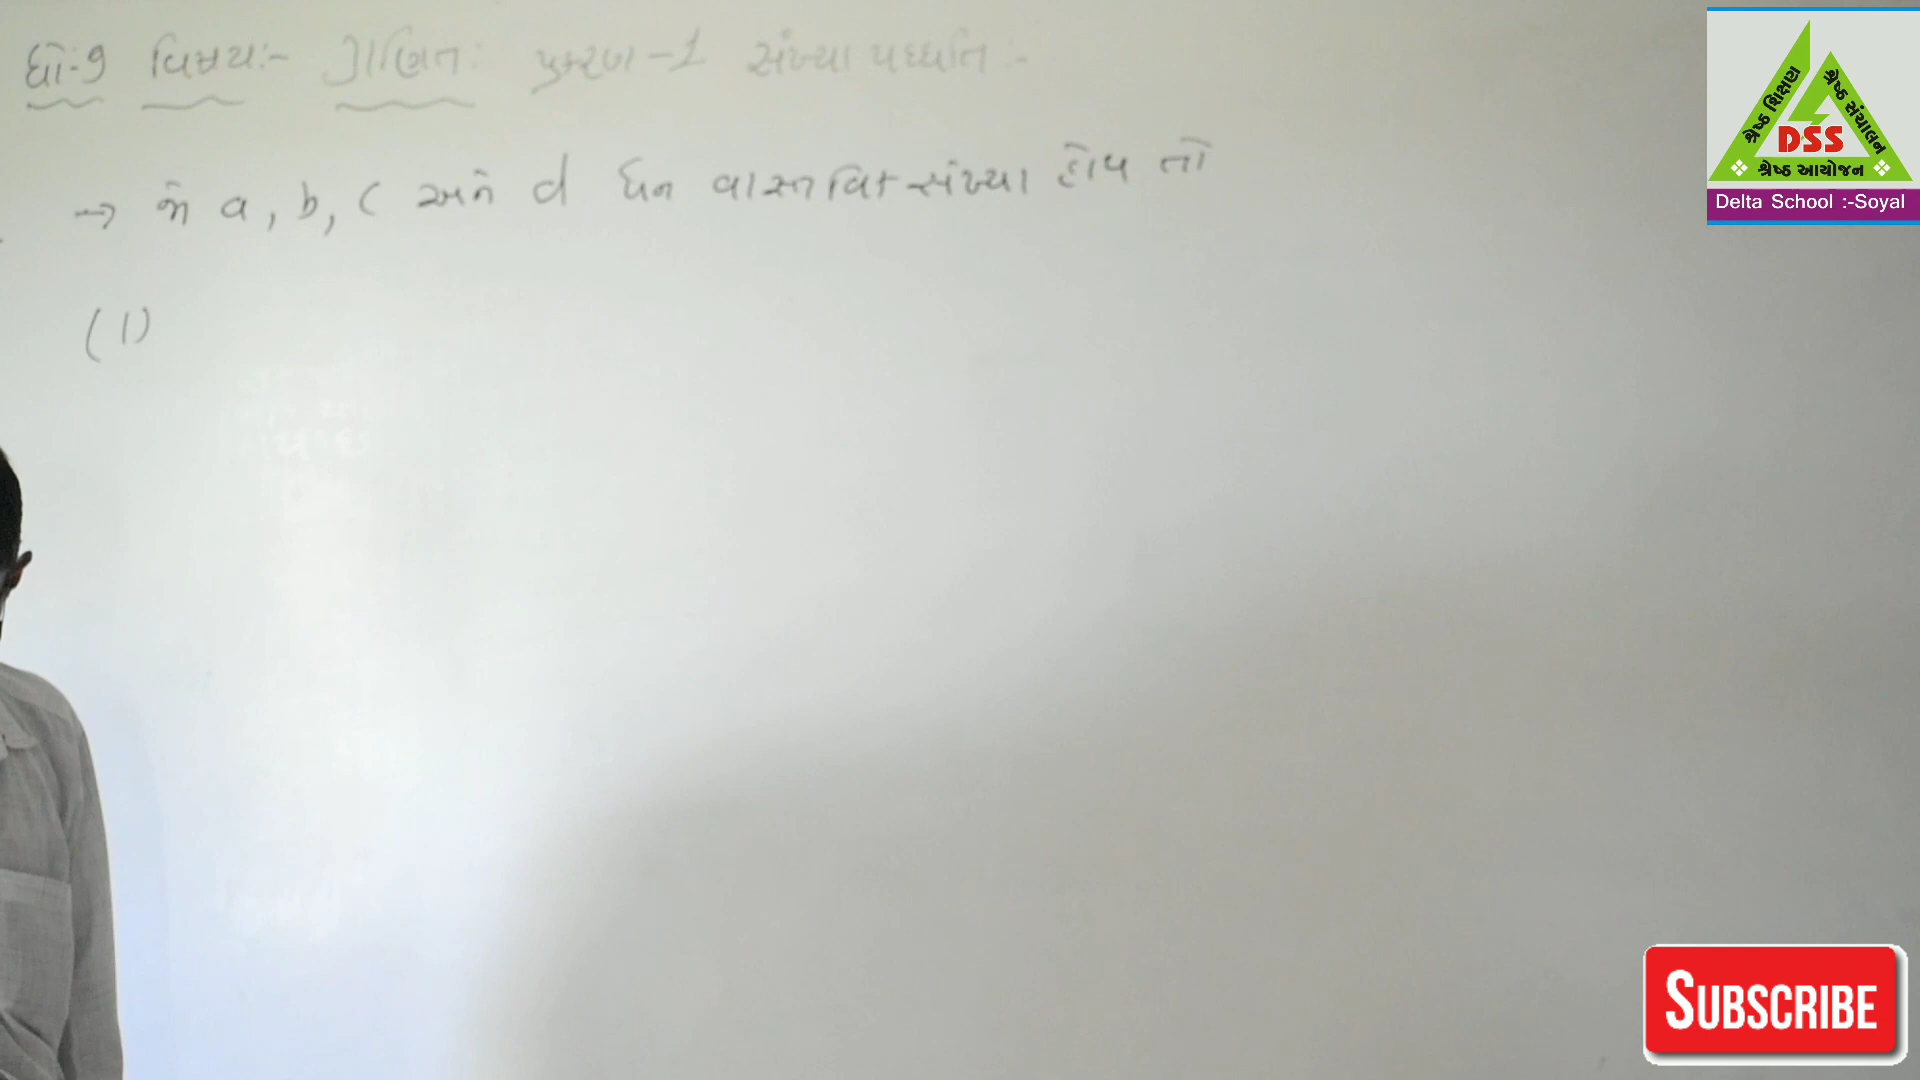 ધો:-9 વિષય:- ગણિત: પ્રકરણ-1 સંખ્યા પધ્ધતિ:-
→ જો a, b, c અને d ધન વાસ્તવિક સંખ્યા હોય તો
(1)
શ્રેષ્ઠ શિક્ષણ
શ્રેષ્ઠ સંચાલન
DSS
❖ શ્રેષ્ઠ આયોજન ❖
Delta School :-Soyal
SUBSCRIBE